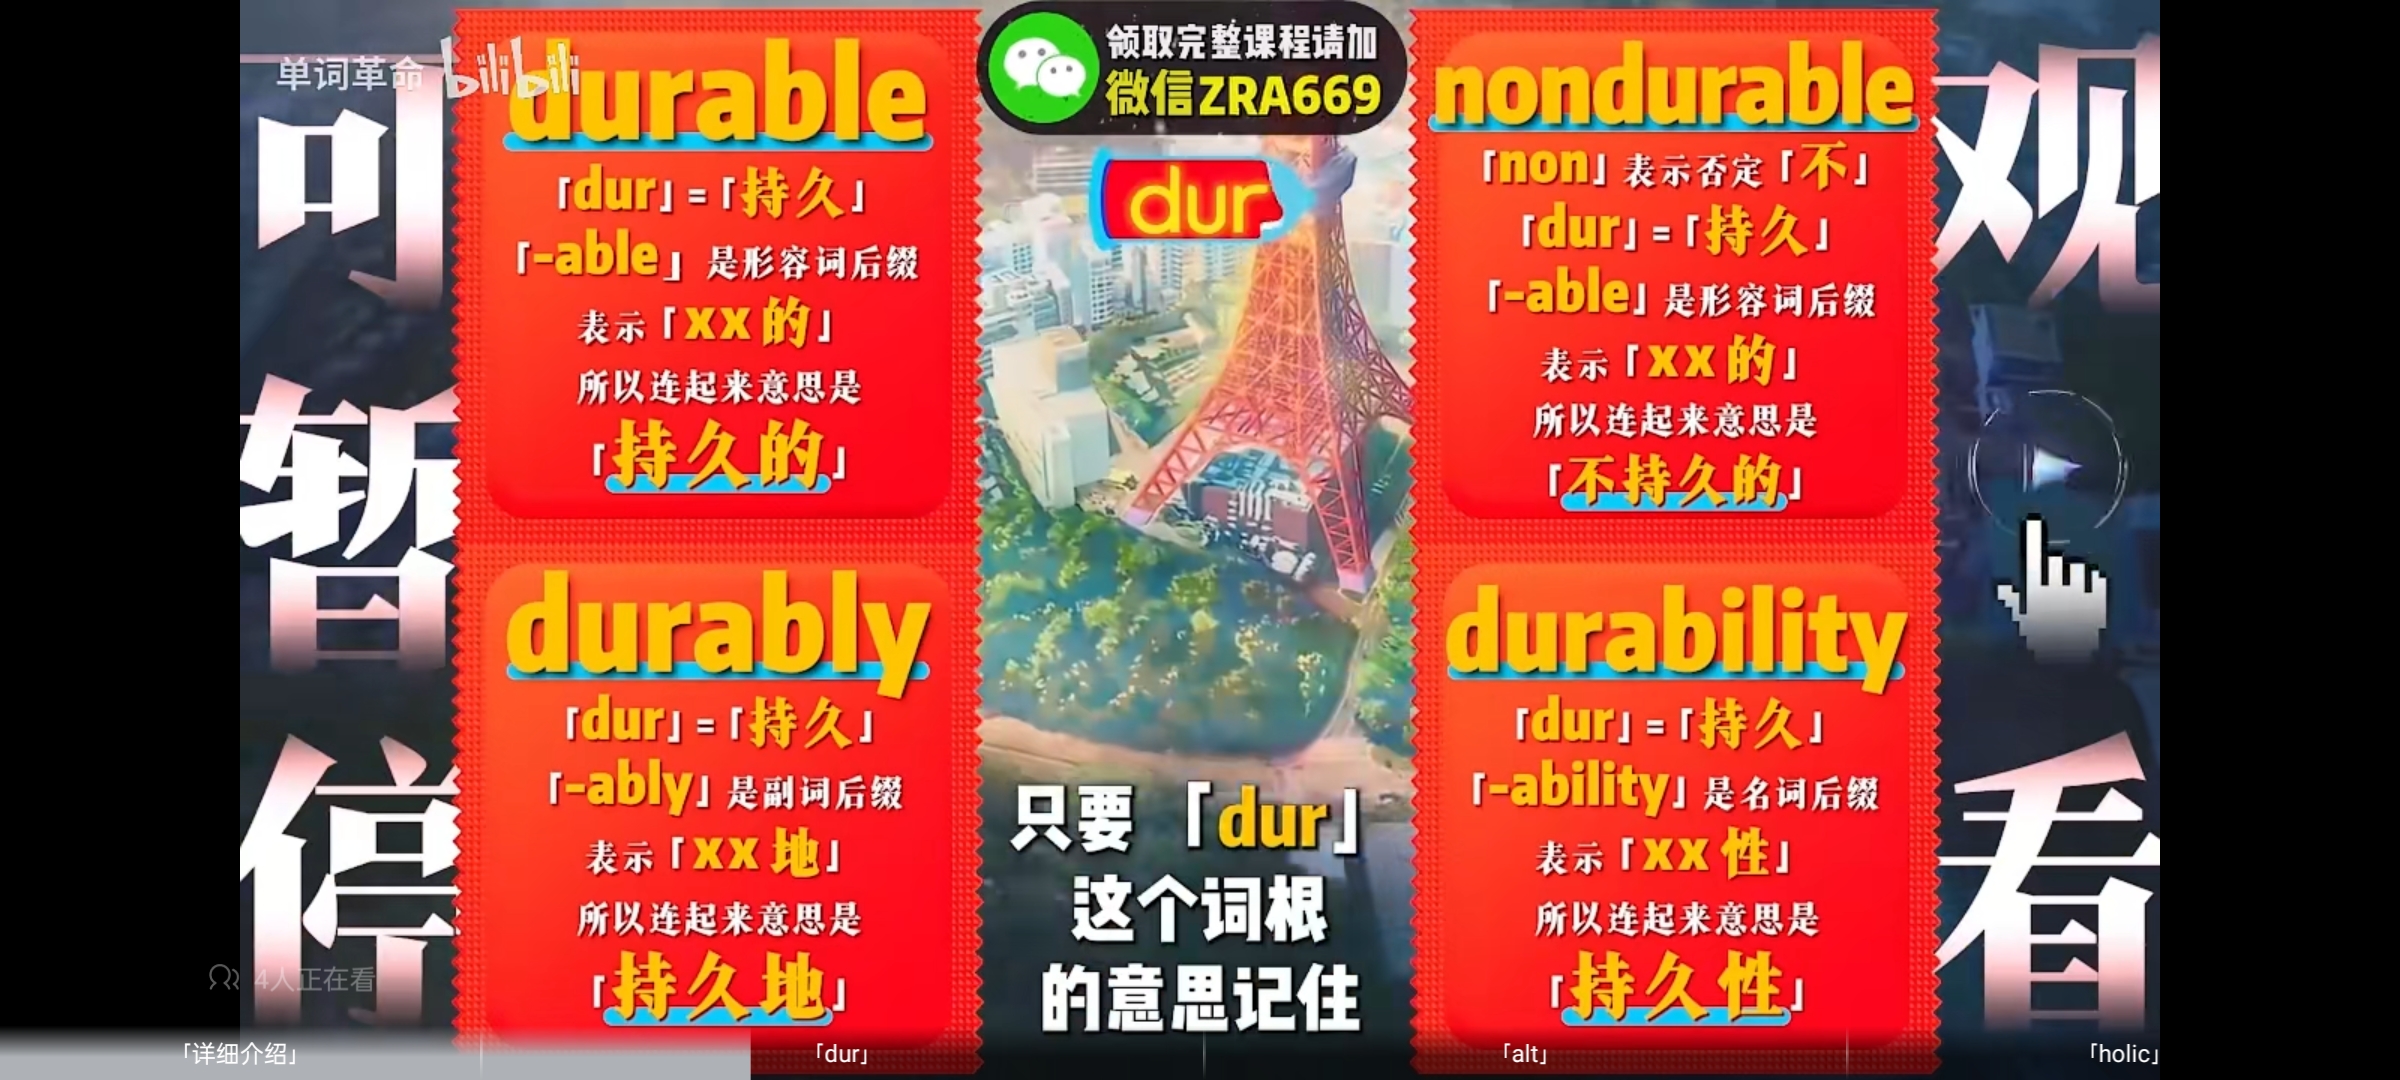 单词革命 bilibili
可
暂
停
durable
「dur」=「持久」
「-able」是形容词后缀
表示「xx的」
所以连起来意思是
「持久的」
durably
「dur」=「持久」
「-ably」是副词后缀
表示「xx地」
所以连起来意思是
「持久地」
领取完整课程请加
微信ZRA669
dur
只要「dur」
这个词根
的意思记住
nondurable
「non」表示否定「不」
「dur」=「持久」
「-able」是形容词后缀
表示「xx的」
所以连起来意思是
「不持久的」
durability
「dur」=「持久」
「-ability」是名词后缀
表示「xx性」
所以连起来意思是
「持久性」
观
看
4人正在看
「详细介绍」
「dur」
「alt」
「holic」